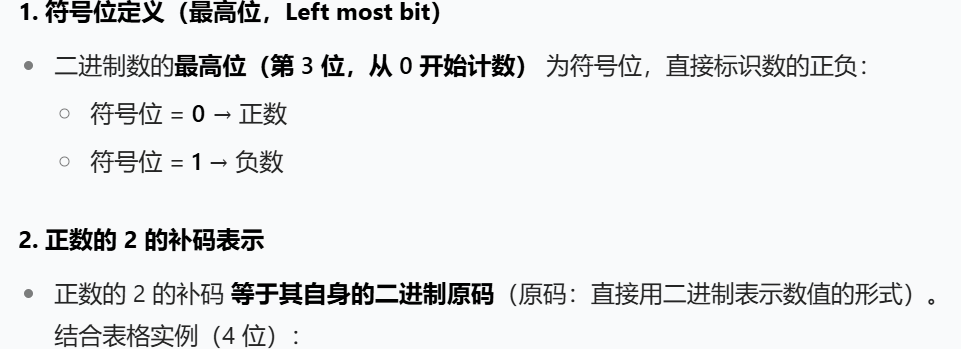 1. 符号位定义（最高位，Left most bit）
二进制数的最高位（第 3 位，从 0 开始计数） 为符号位，直接标识数的正负：
符号位 = 0 → 正数
符号位 = 1 → 负数
2. 正数的 2 的补码表示
正数的 2 的补码 等于其自身的二进制原码（原码：直接用二进制表示数值的形式）。
结合表格实例（4 位）：